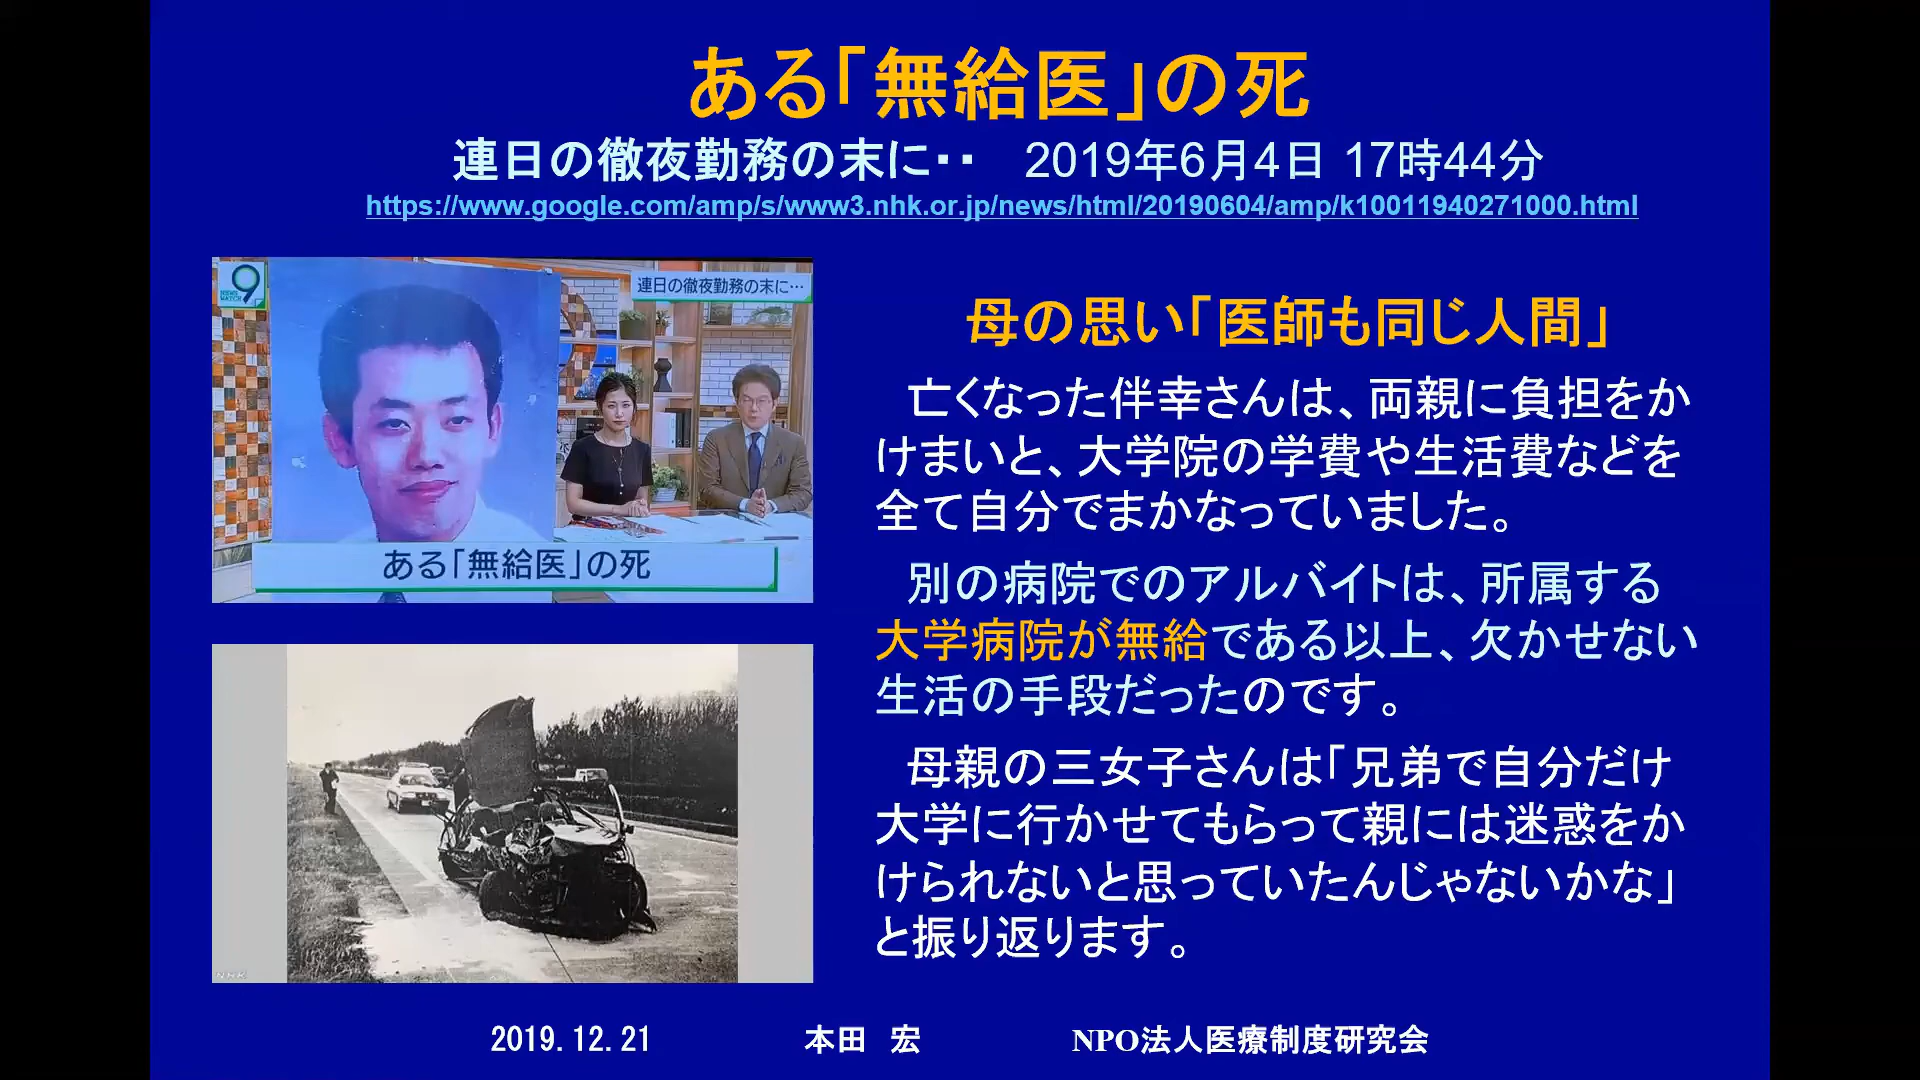 ある「無給医」の死
連日の徹夜勤務の末に・・　2019年6月4日 17時44分
https://www.google.com/amp/s/www3.nhk.or.jp/news/html/20190604/amp/k10011940271000.html
9
NEWS WATCH
連日の徹夜勤務の末に…
ある「無給医」の死
NHK
母の思い「医師も同じ人間」
亡くなった伴幸さんは、両親に負担をか
けまいと、大学院の学費や生活費などを
全て自分でまかなっていました。
別の病院でのアルバイトは、所属する
大学病院が無給である以上、欠かせない
生活の手段だったのです。
母親の三女子さんは「兄弟で自分だけ
大学に行かせてもらって親には迷惑をか
けられないと思っていたんじゃないかな」
と振り返ります。
2019.12.21　本田　宏　NPO法人医療制度研究会